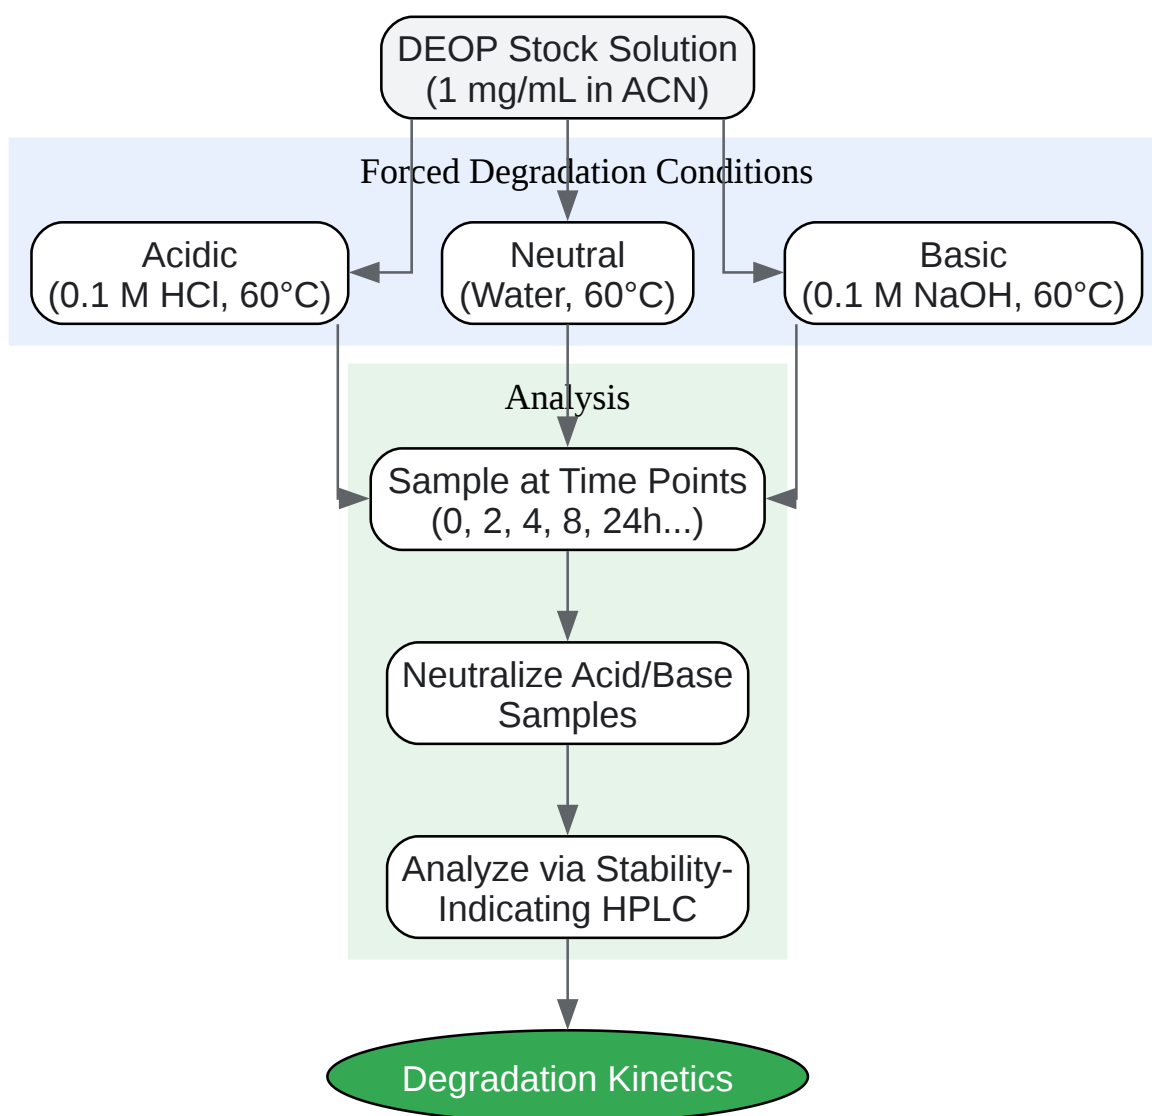 DEOP Stock Solution
(1 mg/mL in ACN)
Forced Degradation Conditions
Acidic
(0.1 M HCl, 60°C)
Neutral
(Water, 60°C)
Basic
(0.1 M NaOH, 60°C)
Analysis
Sample at Time Points
(0, 2, 4, 8, 24h...)
Neutralize Acid/Base
Samples
Analyze via Stability-
Indicating HPLC
Degradation Kinetics